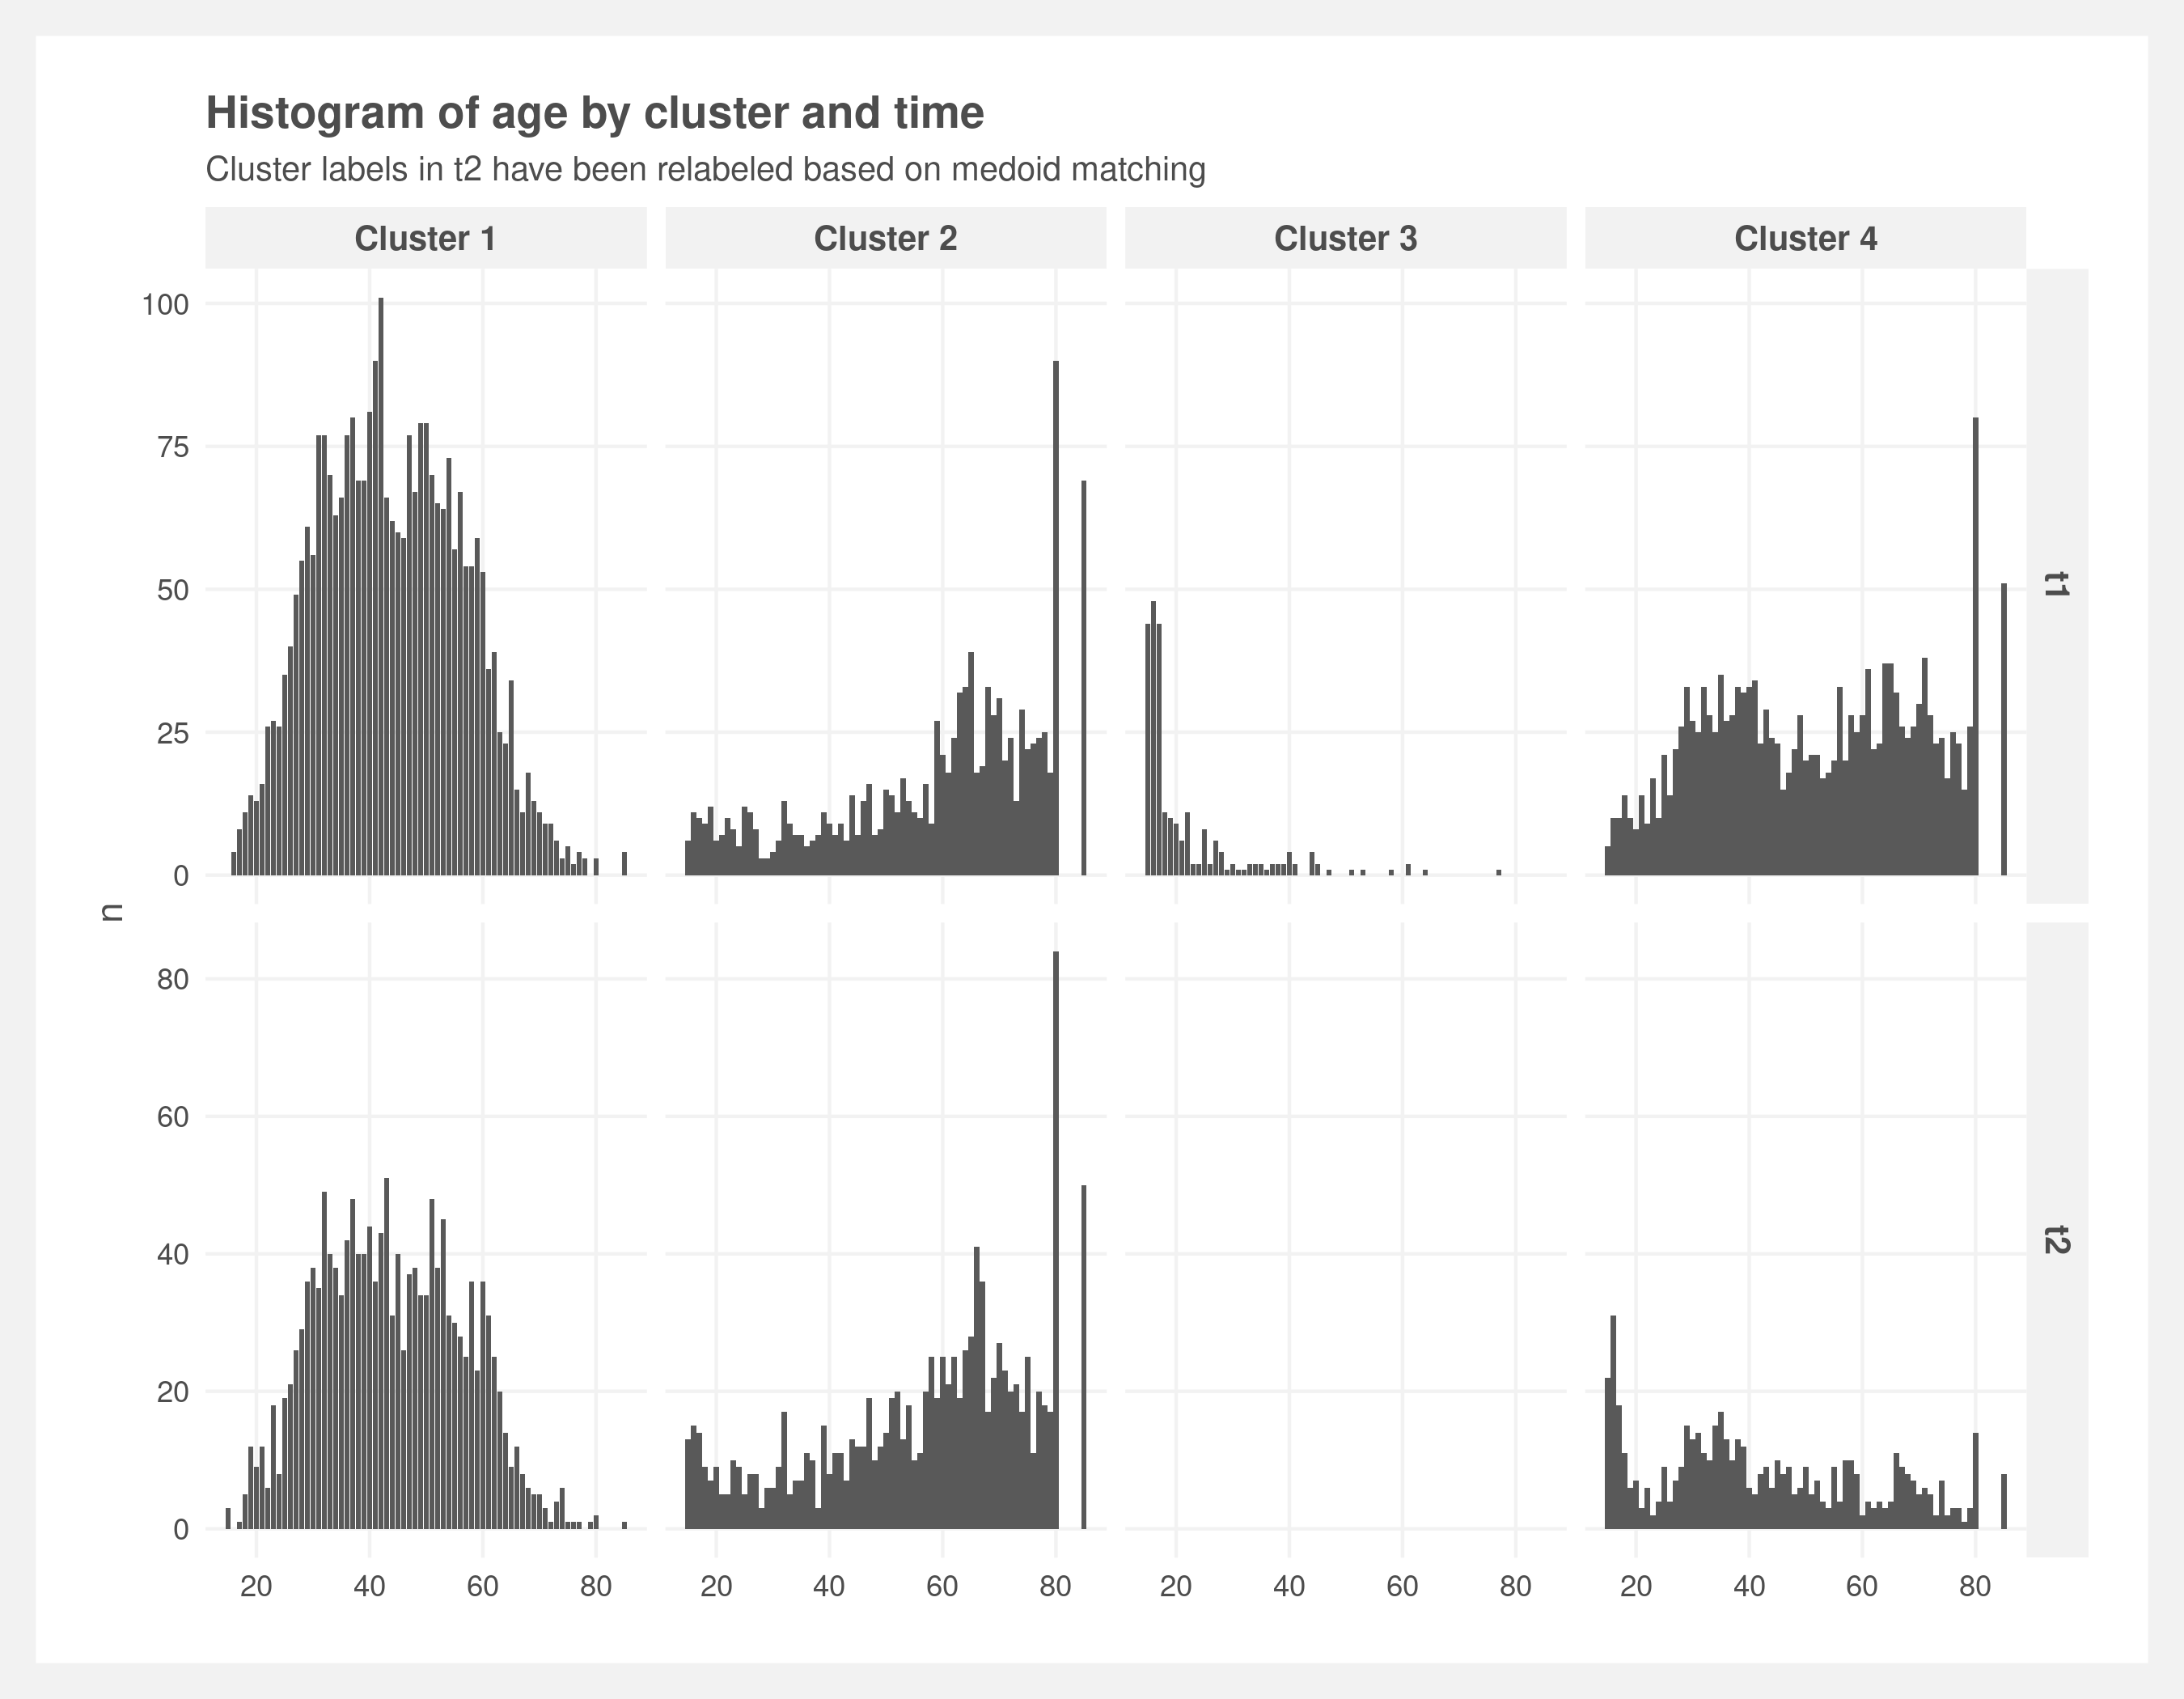 Histogram of age by cluster and time
Cluster labels in t2 have been relabeled based on medoid matching
Cluster 1 Cluster 2 Cluster 3 Cluster 4
100
75
50
25
0
t1
n
80
60
40
20
0
t2
20 40 60 80 20 40 60 80 20 40 60 80 20 40 60 80